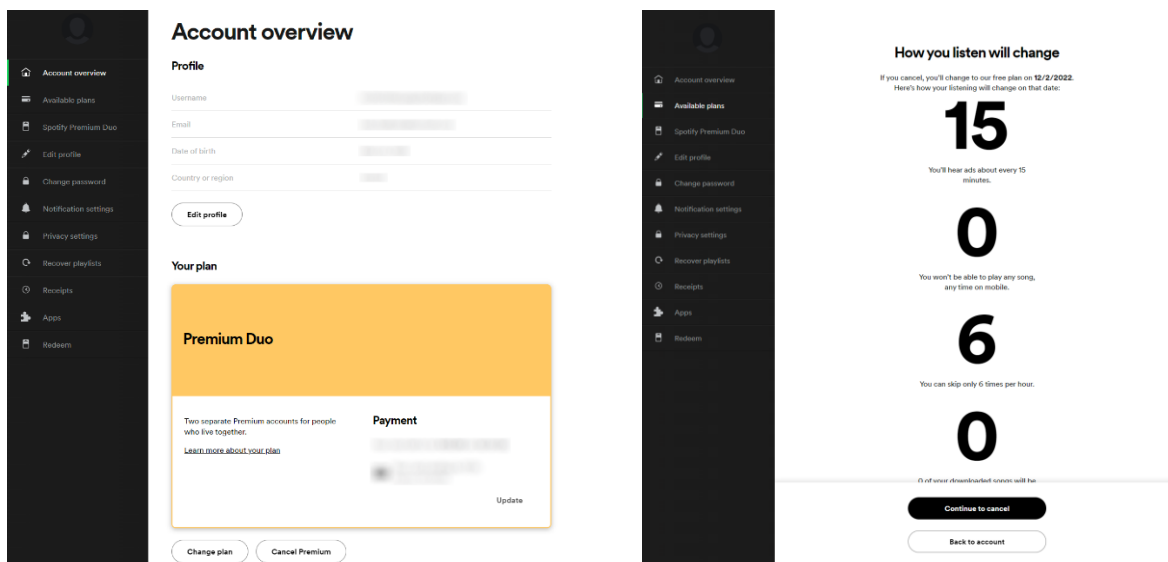 Account overview
Available plans
Spotify Premium Duo
Edit profile
Change password
Notification settings
Privacy settings
Recover playlists
Receipts
Apps
Redeem
Account overview
Profile
Username
Email
Date of birth
Country or region
Edit profile
Your plan
Premium Duo
Two separate Premium accounts for people
who live together.
Learn more about your plan
Payment
Update
Change plan
Cancel Premium
Account overview
Available plans
Spotify Premium Duo
Edit profile
Change password
Notification settings
Privacy settings
Recover playlists
Receipts
Apps
Redeem
How you listen will change
If you cancel, you'll change to our free plan on 12/2/2022.
Here's how your listening will change on that date:
15
You'll hear ads about every 15
minutes.
0
You won't be able to play any song,
any time on mobile.
6
You can skip only 6 times per hour.
0
0 of your downloaded songs will be
Continue to cancel
Back to account